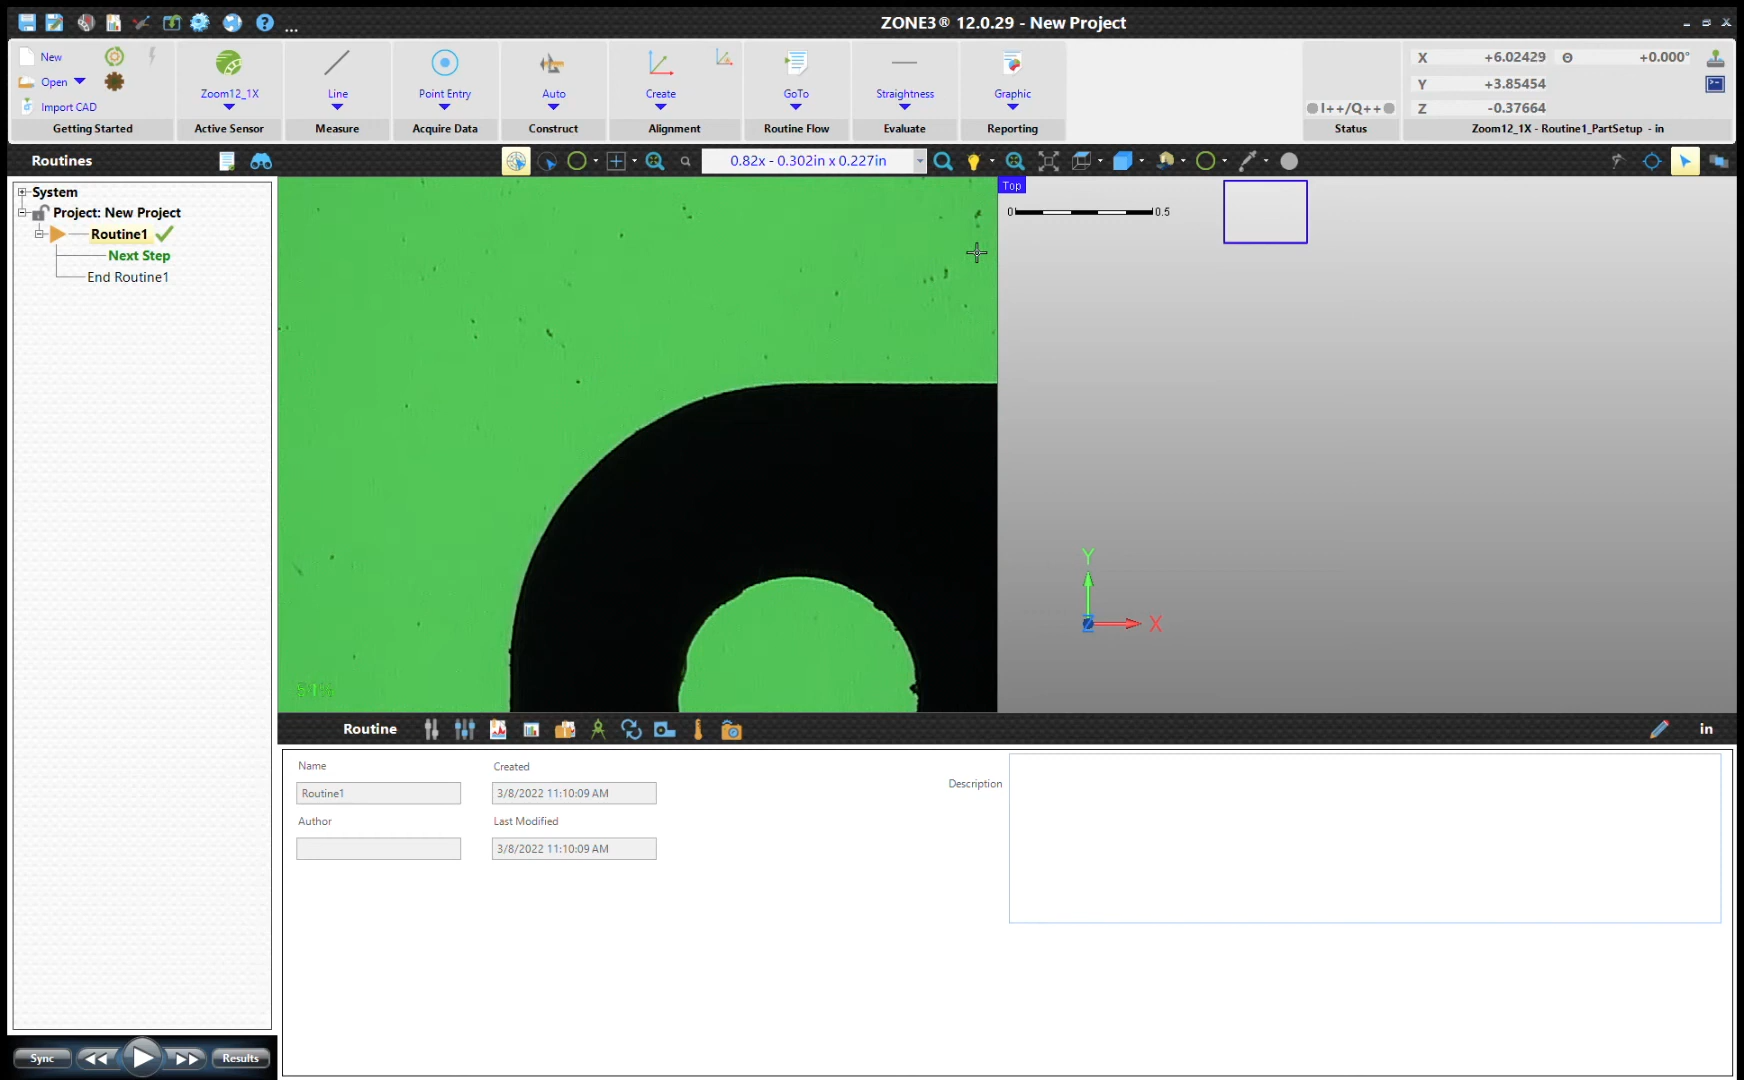 ZONE3® 12.0.29 - New Project
...
New
Open
Import CAD
Getting Started
Zoom12_1X
Active Sensor
Line
Measure
Point Entry
Acquire Data
Auto
Construct
Create
Alignment
GoTo
Routine Flow
Straightness
Evaluate
Graphic
Reporting
I++/Q++
Status
X +6.02429 Θ +0.000°
Y +3.85454
Z -0.37664
Zoom12_1X - Routine1_PartSetup - in
Routines
0.82x - 0.302in x 0.227in
System
Project: New Project
Routine1
Next Step
End Routine1
Top
0 0.5
Y
Z X
Routine
in
Name
Created
Description
Routine1
3/8/2022 11:10:09 AM
Author
Last Modified
3/8/2022 11:10:09 AM
Sync
Results